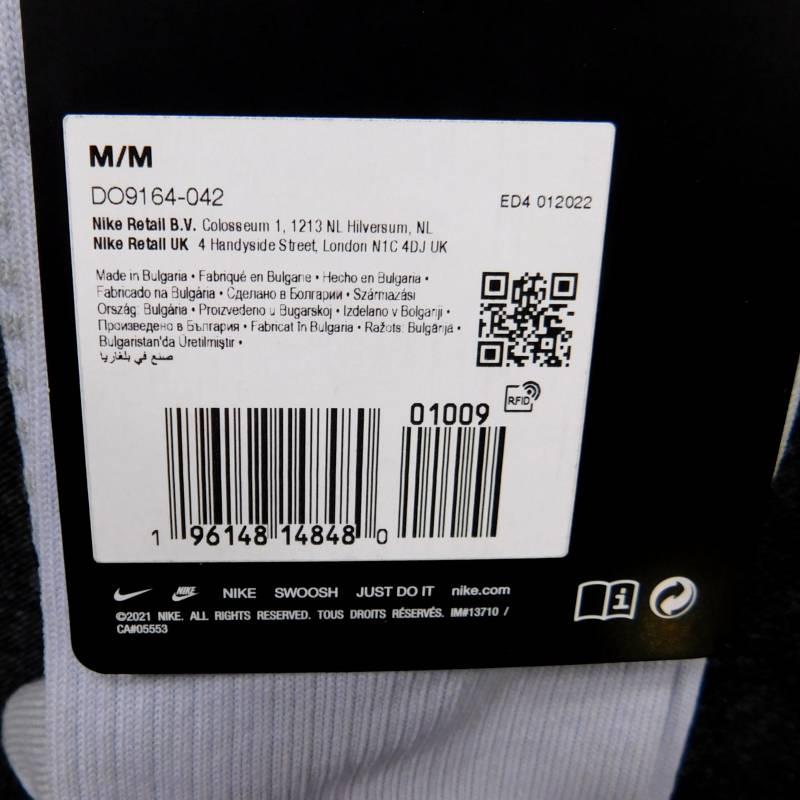 M/M
DO9164-042
ED4 012022
Nike Retail B.V. Colosseum 1, 1213 NL Hilversum, NL
Nike Retail UK 4 Handyside Street, London N1C 4DJ UK
Made in Bulgaria • Fabriqué en Bulgarie • Hecho en Bulgaria •
Fabricado na Bulgária • Сделано в Болгарии • Származási
Ország: Bulgária • Proizvedeno u Bugarskoj • Izdelano v Bolgariji •
Произведено в България • Fabricat în Bulgaria • Ražots: Bulgārijā •
Bulgaristan'da Üretilmiştir •
صنع في بلغاريا
RFID
01009
1 96148 14848 0
NIKE NIKE SWOOSH JUST DO IT nike.com
©2021 NIKE. ALL RIGHTS RESERVED. TOUS DROITS RÉSERVÉS. IM#13710 /
CA#05553